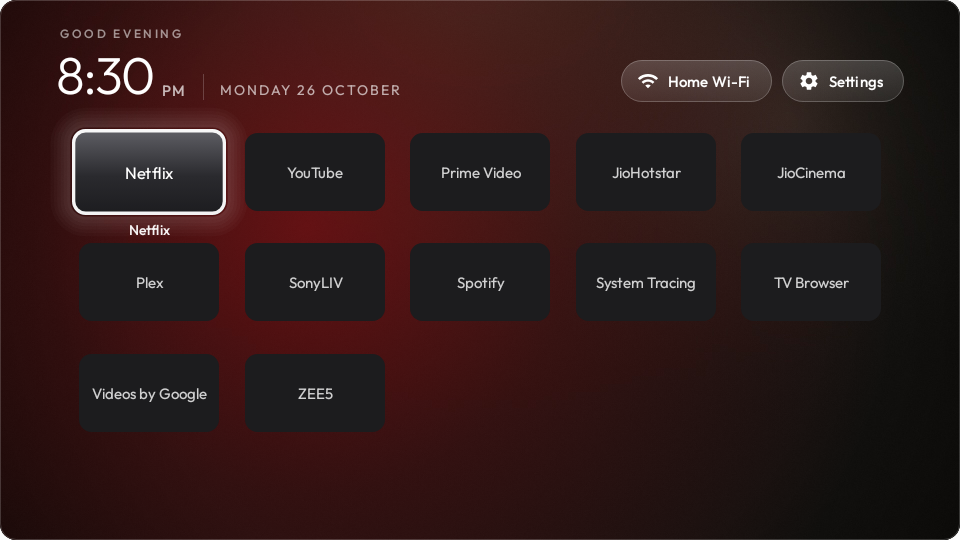 GOOD EVENING
8:30 PM MONDAY 26 OCTOBER
Home Wi-Fi Settings
Netflix YouTube Prime Video JioHotstar JioCinema
Netflix
Plex SonyLIV Spotify System Tracing TV Browser
Videos by Google ZEE5